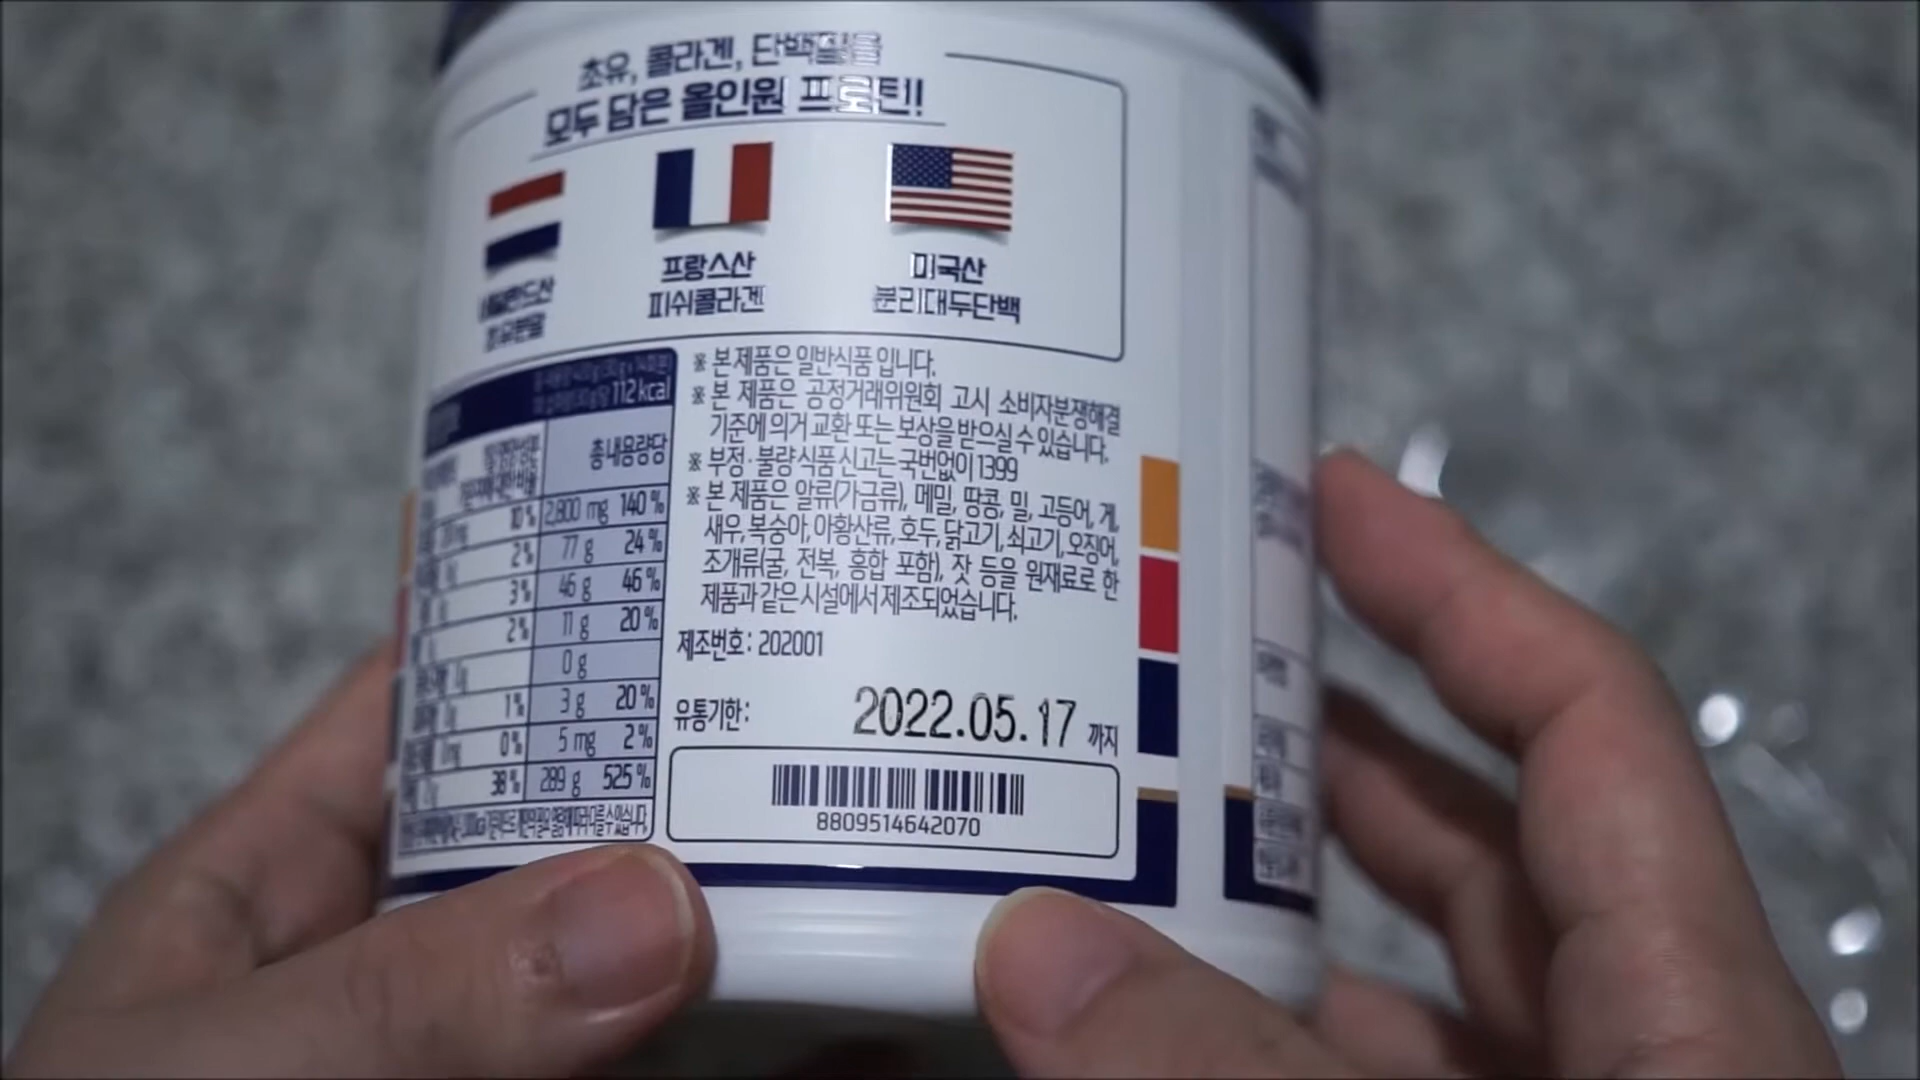 초유, 콜라겐, 단백질을
모두 담은 올인원 프로틴!
프랑스산
피쉬콜라겐
미국산
분리대두단백
112 kcal
총 내용량당
10 % 2,800 mg 140 %
2 % 77 g 24 %
3 % 46 g 46 %
2 % 11 g 20 %
0 g
1 % 3 g 20 %
0 % 5 mg 2 %
38 % 289 g 525 %
※ 본 제품은 일반식품 입니다.
※ 본 제품은 공정거래위원회 고시 소비자분쟁해결
기준에 의거 교환 또는 보상을 받으실 수 있습니다.
※ 부정·불량식품 신고는 국번없이 1399
※ 본 제품은 알류(가금류), 메밀, 땅콩, 밀, 고등어, 게,
새우, 복숭아, 아황산류, 호두, 닭고기, 쇠고기, 오징어,
조개류(굴, 전복, 홍합 포함), 잣 등을 원재료로 한
제품과 같은 시설에서 제조되었습니다.
제조번호: 202001
유통기한: 2022.05.17 까지
8809514642070